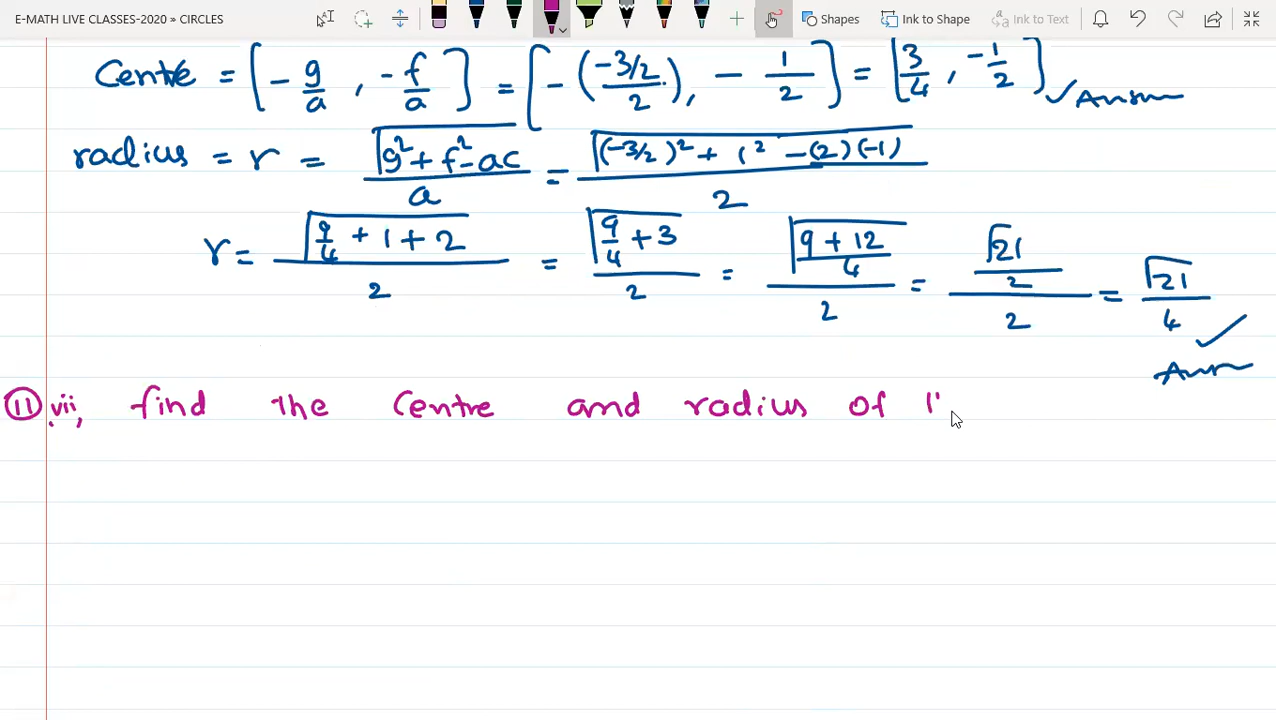 E-MATH LIVE CLASSES-2020 » CIRCLES Shapes Ink to Shape Ink to Text
Centre = [-g/a, -f/a] = [-(-3/2/2), -1/2] = [3/4, -1/2] ✓
radius = r = √(g²+f²-ac)/a = √((-3/2)²+1²-(2)(-1))/2
r = √(9/4+1+2)/2 = √(9/4+3)/2 = √((9+12)/4)/2 = (√21/2)/2 = √21/4 ✓
(11) vii, find the Centre and radius of